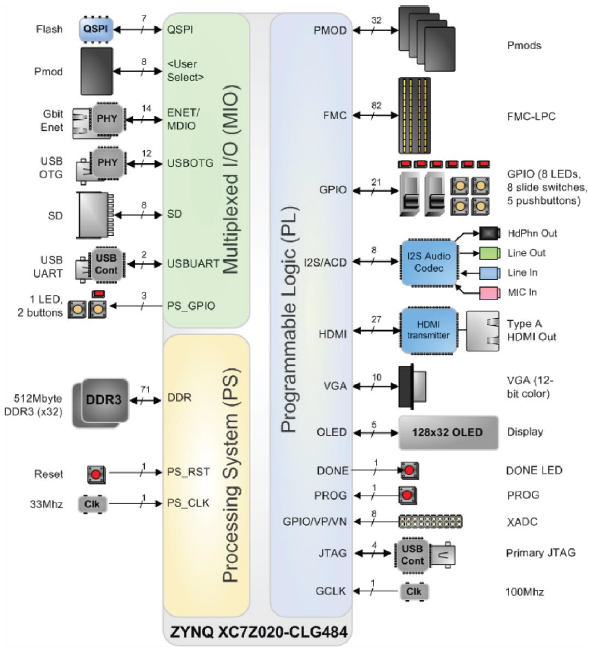 Flash
QSPI
7
QSPI
Pmod
8
<User
Select>
Gbit
Enet
PHY
14
ENET/
MDIO
USB
OTG
PHY
12
USBOTG
SD
8
SD
USB
UART
USB
Cont
2
USBUART
1 LED,
2 buttons
3
PS_GPIO
Multiplexed I/O (MIO)
512Mbyte
DDR3 (x32)
DDR3
71
DDR
Reset
1
PS_RST
33Mhz
Clk
1
PS_CLK
Processing System (PS)
Programmable Logic (PL)
PMOD
32
Pmods
FMC
82
FMC-LPC
GPIO
21
GPIO (8 LEDs,
8 slide switches,
5 pushbuttons)
I2S/ACD
8
I2S Audio
Codec
HdPhn Out
Line Out
Line In
MIC In
HDMI
27
HDMI
transmitter
Type A
HDMI Out
VGA
10
VGA (12-
bit color)
OLED
5
128x32 OLED
Display
DONE
1
DONE LED
PROG
1
PROG
GPIO/VP/VN
8
XADC
JTAG
4
USB
Cont
Primary JTAG
GCLK
1
Clk
100Mhz
ZYNQ XC7Z020-CLG484